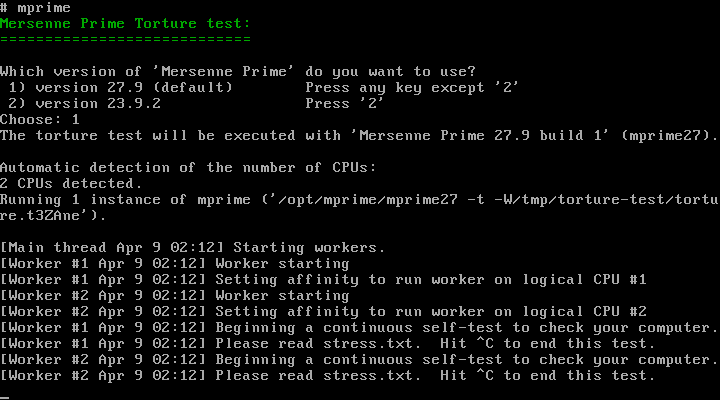 # mprime
Mersenne Prime Torture test:
============================
Which version of 'Mersenne Prime' do you want to use?
 1) version 27.9 (default)         Press any key except '2'
 2) version 23.9.2                 Press '2'
Choose: 1
The torture test will be executed with 'Mersenne Prime 27.9 build 1' (mprime27).
Automatic detection of the number of CPUs:
2 CPUs detected.
Running 1 instance of mprime ('/opt/mprime/mprime27 -t -W/tmp/torture-test/tortu
re.t3ZAne').
[Main thread Apr 9 02:12] Starting workers.
[Worker #1 Apr 9 02:12] Worker starting
[Worker #1 Apr 9 02:12] Setting affinity to run worker on logical CPU #1
[Worker #2 Apr 9 02:12] Worker starting
[Worker #2 Apr 9 02:12] Setting affinity to run worker on logical CPU #2
[Worker #1 Apr 9 02:12] Beginning a continuous self-test to check your computer.
[Worker #1 Apr 9 02:12] Please read stress.txt.  Hit ^C to end this test.
[Worker #2 Apr 9 02:12] Beginning a continuous self-test to check your computer.
[Worker #2 Apr 9 02:12] Please read stress.txt.  Hit ^C to end this test.